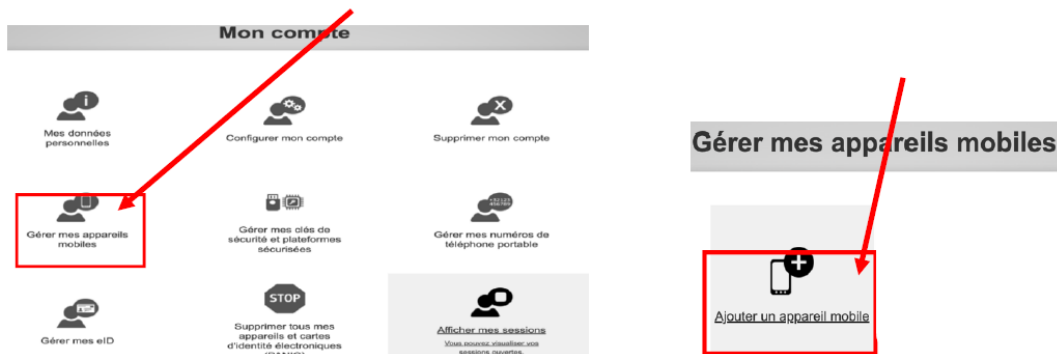 Mon compte
Mes données
personnelles
Configurer mon compte
Supprimer mon compte
Gérer mes appareils
mobiles
Gérer mes clés de
sécurité et plateformes
sécurisées
Gérer mes numéros de
téléphone portable
Gérer mes eID
STOP
Supprimer tous mes
appareils et cartes
d'identité électroniques
Afficher mes sessions
Vous pouvez visualiser vos
sessions ouvertes.
Gérer mes appareils mobiles
Ajouter un appareil mobile